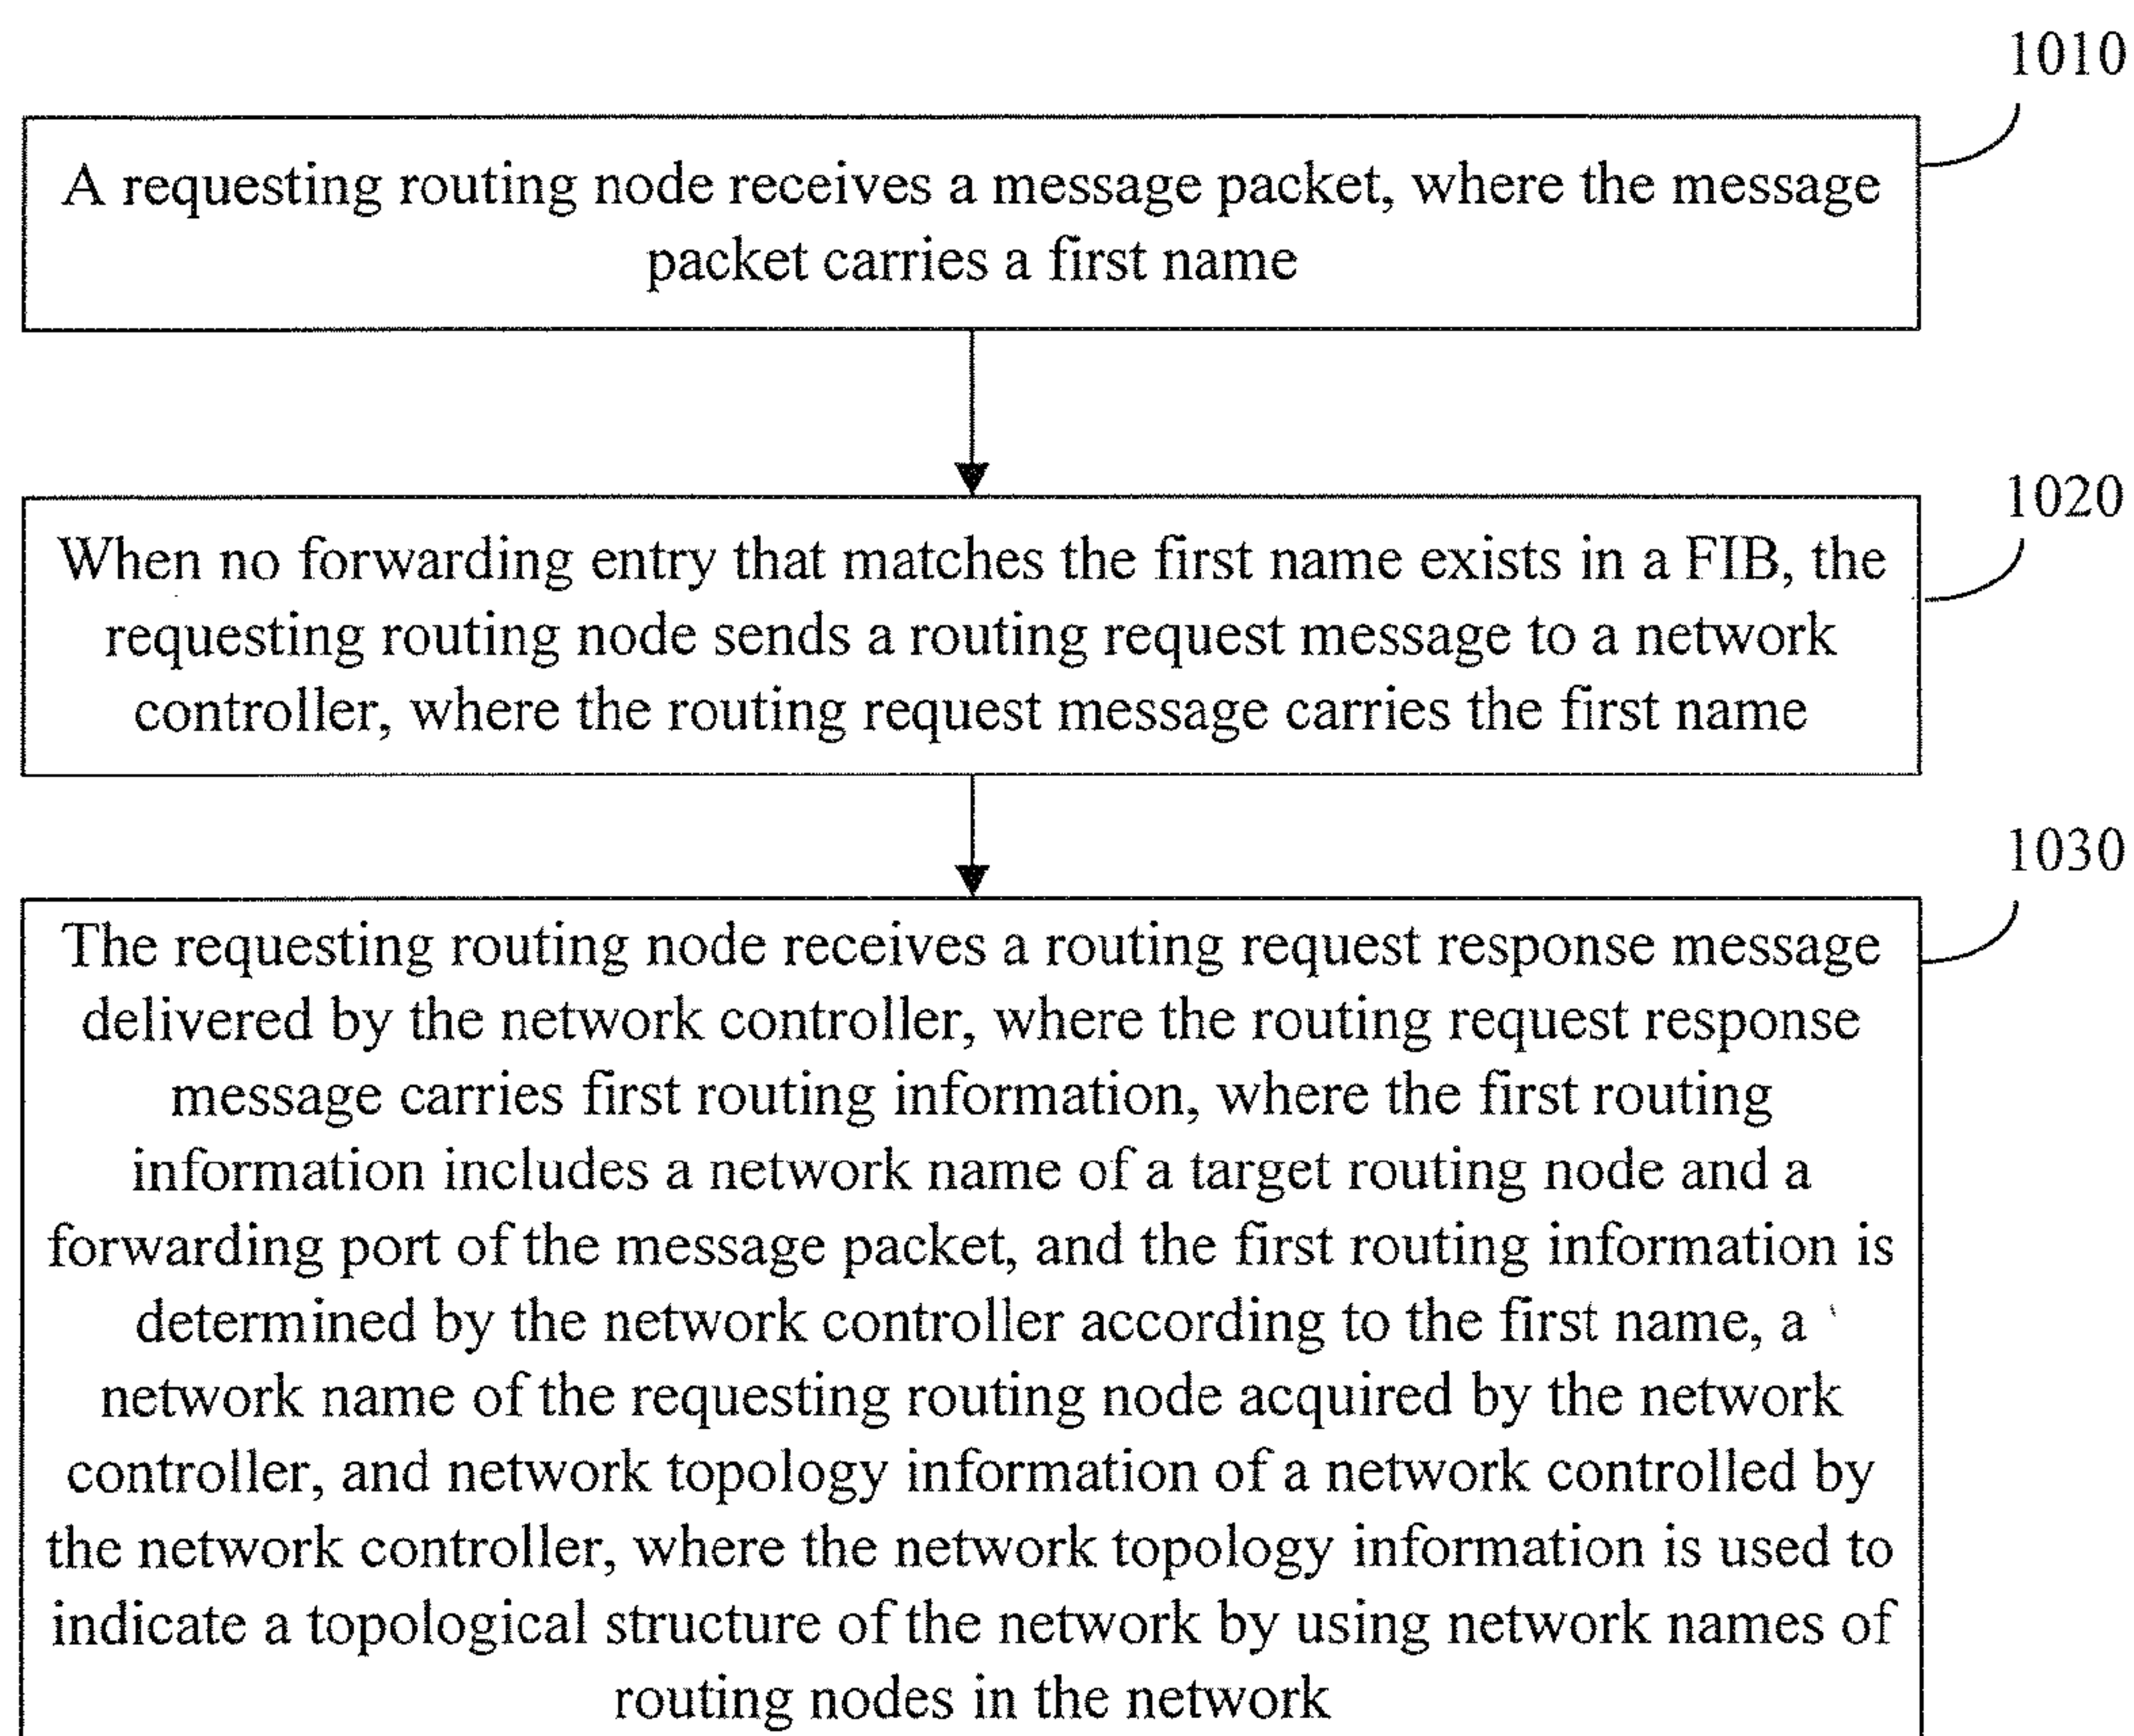 1010
A requesting routing node receives a message packet, where the message
packet carries a first name
1020
When no forwarding entry that matches the first name exists in a FIB, the
requesting routing node sends a routing request message to a network
controller, where the routing request message carries the first name
1030
The requesting routing node receives a routing request response message
delivered by the network controller, where the routing request response
message carries first routing information, where the first routing
information includes a network name of a target routing node and a
forwarding port of the message packet, and the first routing information is
determined by the network controller according to the first name, a
network name of the requesting routing node acquired by the network
controller, and network topology information of a network controlled by
the network controller, where the network topology information is used to
indicate a topological structure of the network by using network names of
routing nodes in the network